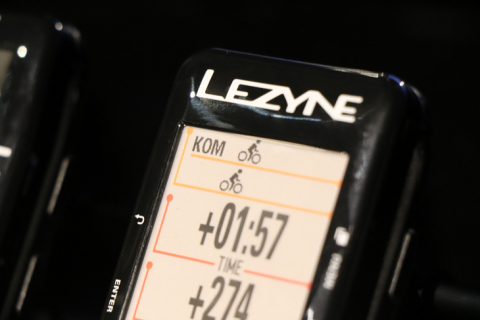 LEZYNE
KOM
+01:57
TIME
+274
ENTER